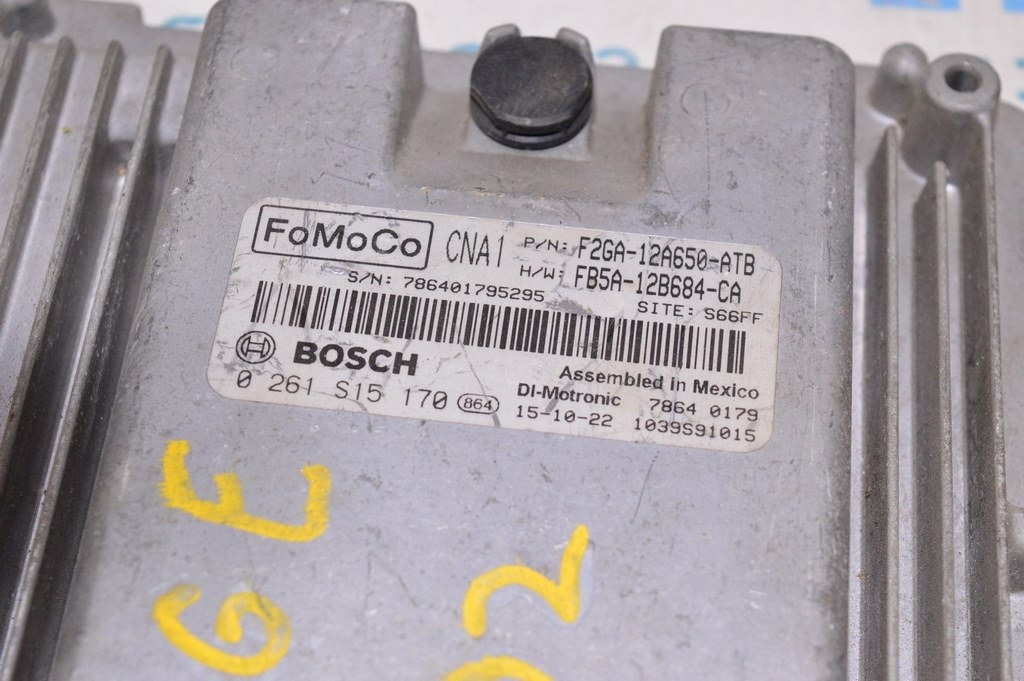 FoMoCo CNA1 P/N: F2GA-12A650-ATB
H/W: FB5A-12B684-CA
S/N: 786401795295 SITE: S66FF
BOSCH Assembled in Mexico
0 261 S15 170 864 DI-Motronic 7864 0179
15-10-22 1039S91015